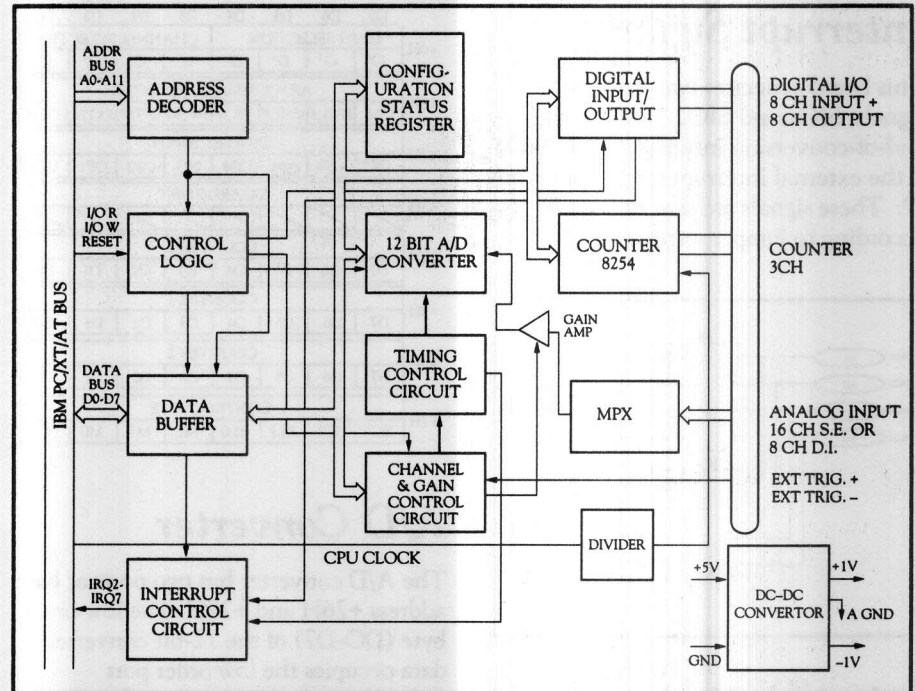 ADDR
BUS
A0-A11
ADDRESS
DECODER
CONFIG-
URATION
STATUS
REGISTER
DIGITAL
INPUT/
OUTPUT
DIGITAL I/O
8 CH INPUT +
8 CH OUTPUT
I/O R
I/O W
RESET
CONTROL
LOGIC
12 BIT A/D
CONVERTER
COUNTER
8254
COUNTER
3CH
GAIN
AMP
IBM PC/XT/AT BUS
DATA
BUS
D0-D7
DATA
BUFFER
TIMING
CONTROL
CIRCUIT
MPX
ANALOG INPUT
16 CH S.E. OR
8 CH D.I.
CHANNEL
& GAIN
CONTROL
CIRCUIT
EXT TRIG. +
EXT TRIG. –
CPU CLOCK
DIVIDER
IRQ2-
IRQ7
INTERRUPT
CONTROL
CIRCUIT
+5V
GND
DC–DC
CONVERTOR
+1V
A GND
–1V